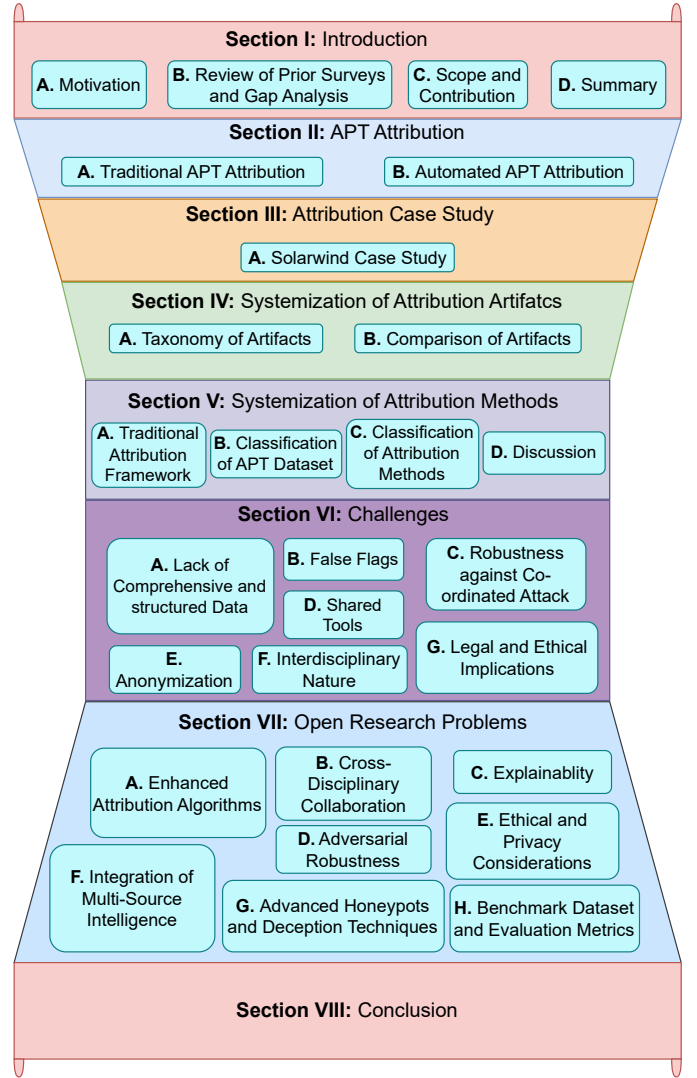 Section I: Introduction
A. Motivation
B. Review of Prior Surveys
and Gap Analysis
C. Scope and
Contribution
D. Summary
Section II: APT Attribution
A. Traditional APT Attribution
B. Automated APT Attribution
Section III: Attribution Case Study
A. Solarwind Case Study
Section IV: Systemization of Attribution Artifatcs
A. Taxonomy of Artifacts
B. Comparison of Artifacts
Section V: Systemization of Attribution Methods
A. Traditional
Attribution
Framework
B. Classification
of APT Dataset
C. Classification
of Attribution
Methods
D. Discussion
Section VI: Challenges
A. Lack of
Comprehensive and
structured Data
B. False Flags
C. Robustness
against Co-
ordinated Attack
D. Shared
Tools
E.
Anonymization
F. Interdisciplinary
Nature
G. Legal and Ethical
Implications
Section VII: Open Research Problems
A. Enhanced
Attribution Algorithms
B. Cross-
Disciplinary
Collaboration
C. Explainablity
D. Adversarial
Robustness
E. Ethical and
Privacy
Considerations
F. Integration of
Multi-Source
Intelligence
G. Advanced Honeypots
and Deception Techniques
H. Benchmark Dataset
and Evaluation Metrics
Section VIII: Conclusion